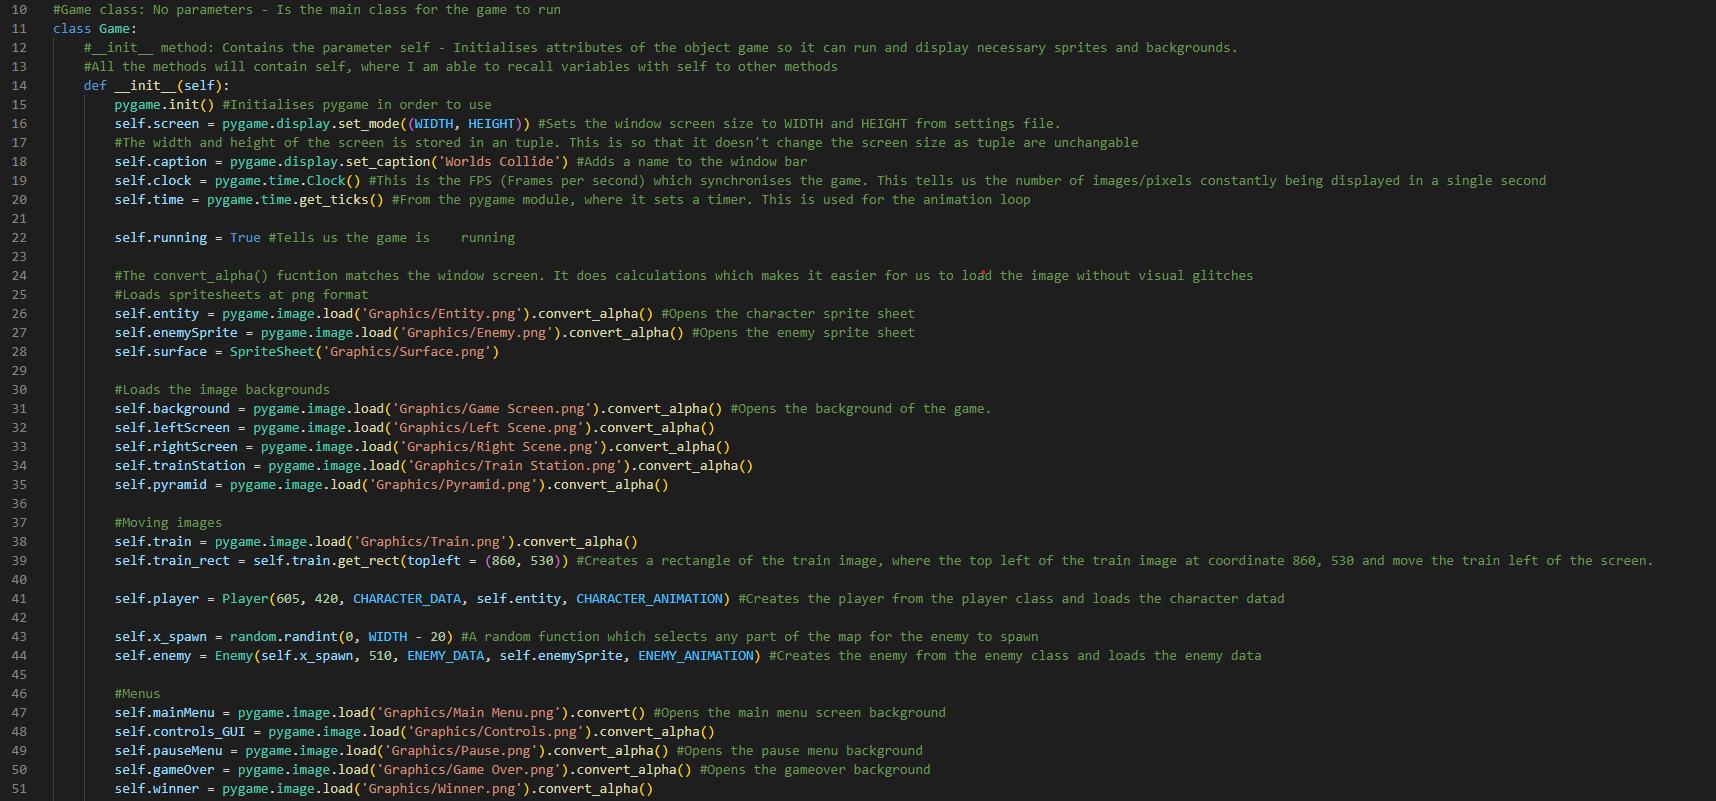 10 #Game class: No parameters - Is the main class for the game to run
11 class Game:
12 #__init__ method: Contains the parameter self - Initialises attributes of the object game so it can run and display necessary sprites and backgrounds.
13 #All the methods will contain self, where I am able to recall variables with self to other methods
14 def __init__(self):
15 pygame.init() #Initialises pygame in order to use
16 self.screen = pygame.display.set_mode((WIDTH, HEIGHT)) #Sets the window screen size to WIDTH and HEIGHT from settings file.
17 #The width and height of the screen is stored in an tuple. This is so that it doesn't change the screen size as tuple are unchangable
18 self.caption = pygame.display.set_caption('Worlds Collide') #Adds a name to the window bar
19 self.clock = pygame.time.Clock() #This is the FPS (Frames per second) which synchronises the game. This tells us the number of images/pixels constantly being displayed in a single second
20 self.time = pygame.time.get_ticks() #From the pygame module, where it sets a timer. This is used for the animation loop
21
22 self.running = True #Tells us the game is    running
23
24 #The convert_alpha() fucntion matches the window screen. It does calculations which makes it easier for us to load the image without visual glitches
25 #Loads spritesheets at png format
26 self.entity = pygame.image.load('Graphics/Entity.png').convert_alpha() #Opens the character sprite sheet
27 self.enemySprite = pygame.image.load('Graphics/Enemy.png').convert_alpha() #Opens the enemy sprite sheet
28 self.surface = SpriteSheet('Graphics/Surface.png')
29
30 #Loads the image backgrounds
31 self.background = pygame.image.load('Graphics/Game Screen.png').convert_alpha() #Opens the background of the game.
32 self.leftScreen = pygame.image.load('Graphics/Left Scene.png').convert_alpha()
33 self.rightScreen = pygame.image.load('Graphics/Right Scene.png').convert_alpha()
34 self.trainStation = pygame.image.load('Graphics/Train Station.png').convert_alpha()
35 self.pyramid = pygame.image.load('Graphics/Pyramid.png').convert_alpha()
36
37 #Moving images
38 self.train = pygame.image.load('Graphics/Train.png').convert_alpha()
39 self.train_rect = self.train.get_rect(topleft = (860, 530)) #Creates a rectangle of the train image, where the top left of the train image at coordinate 860, 530 and move the train left of the screen.
40
41 self.player = Player(605, 420, CHARACTER_DATA, self.entity, CHARACTER_ANIMATION) #Creates the player from the player class and loads the character datad
42
43 self.x_spawn = random.randint(0, WIDTH - 20) #A random function which selects any part of the map for the enemy to spawn
44 self.enemy = Enemy(self.x_spawn, 510, ENEMY_DATA, self.enemySprite, ENEMY_ANIMATION) #Creates the enemy from the enemy class and loads the enemy data
45
46 #Menus
47 self.mainMenu = pygame.image.load('Graphics/Main Menu.png').convert() #Opens the main menu screen background
48 self.controls_GUI = pygame.image.load('Graphics/Controls.png').convert_alpha()
49 self.pauseMenu = pygame.image.load('Graphics/Pause.png').convert_alpha() #Opens the pause menu background
50 self.gameOver = pygame.image.load('Graphics/Game Over.png').convert_alpha() #Opens the gameover background
51 self.winner = pygame.image.load('Graphics/Winner.png').convert_alpha()